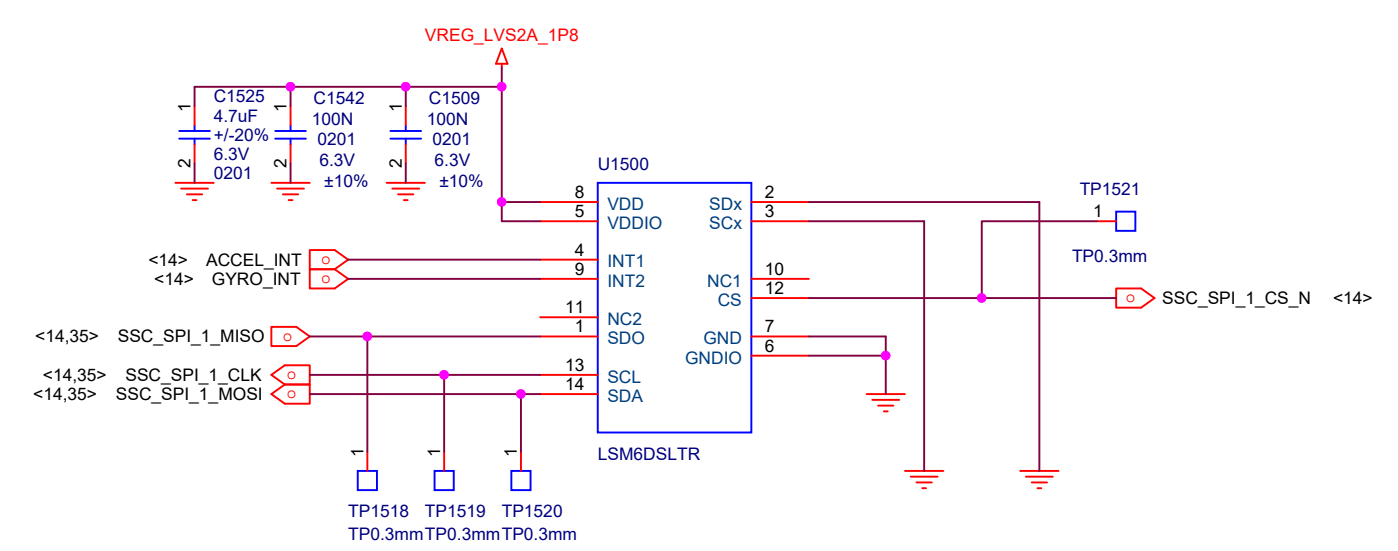 VREG_LVS2A_1P8
1 C1525
4.7uF
+/-20%
2 6.3V
0201
1 C1542
100N
0201
2 6.3V
±10%
1 C1509
100N
0201
2 6.3V
±10%
U1500
8 VDD
5 VDDIO
<14> ACCEL_INT 4 INT1
<14> GYRO_INT 9 INT2
11 NC2
<14,35> SSC_SPI_1_MISO 1 SDO
<14,35> SSC_SPI_1_CLK 13 SCL
<14,35> SSC_SPI_1_MOSI 14 SDA
SDx 2
SCx 3
NC1 10
CS 12
GND 7
GNDIO 6
LSM6DSLTR
TP1521
1
TP0.3mm
SSC_SPI_1_CS_N <14>
1 1 1
TP1518 TP1519 TP1520
TP0.3mm TP0.3mm TP0.3mm